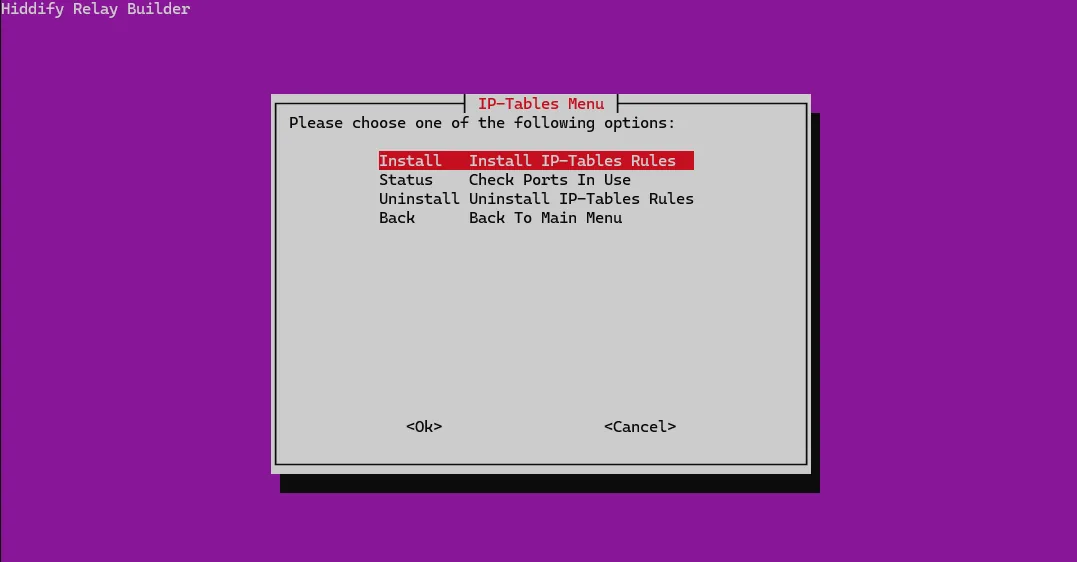 Hiddify Relay Builder
IP-Tables Menu
Please choose one of the following options:
Install Install IP-Tables Rules
Status Check Ports In Use
Uninstall Uninstall IP-Tables Rules
Back Back To Main Menu
<Ok> <Cancel>